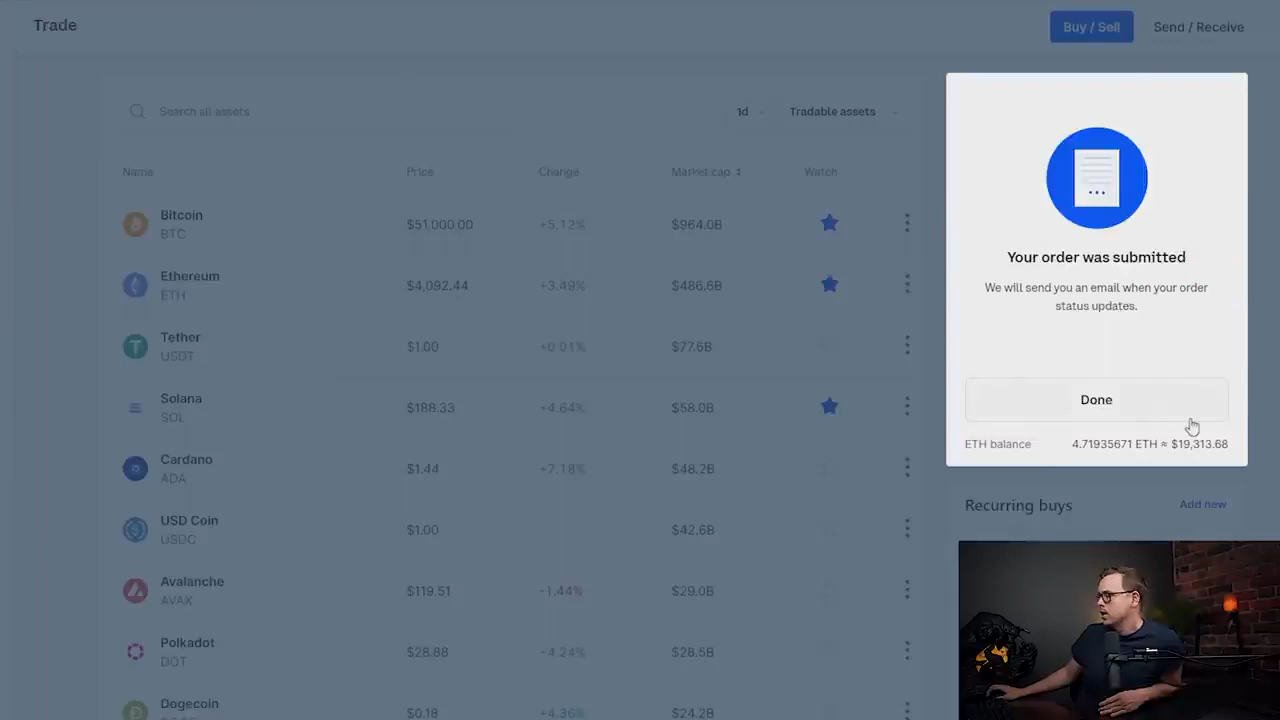 Trade
Buy / Sell
Send / Receive
Search all assets
1d
Tradable assets
Name Price Change Market cap Watch
Bitcoin
BTC
$51,000.00 +5.12% $964.0B
Ethereum
ETH
$4,092.44 +3.49% $486.6B
Tether
USDT
$1.00 +0.01% $77.6B
Solana
SOL
$188.33 +4.64% $58.0B
Cardano
ADA
$1.44 +7.18% $48.2B
USD Coin
USDC
$1.00 $42.6B
Avalanche
AVAX
$119.51 -1.44% $29.0B
Polkadot
DOT
$28.88 +4.24% $28.5B
Dogecoin
$0.18 +4.36% $24.2B
Your order was submitted
We will send you an email when your order
status updates.
Done
ETH balance 4.71935671 ETH ≈ $19,313.68
Recurring buys
Add new